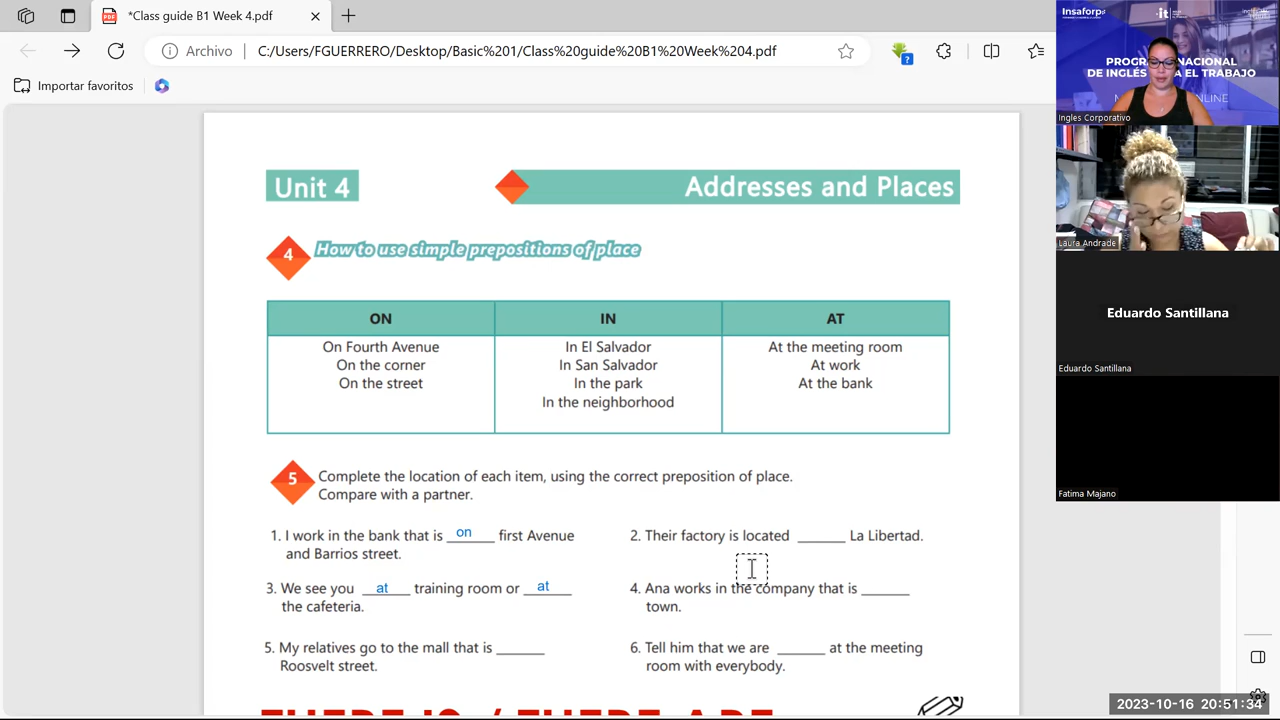 *Class guide B1 Week 4.pdf
Archivo
C:/Users/FGUERRERO/Desktop/Basic%201/Class%20guide%20B1%20Week%204.pdf
Importar favoritos
Unit 4
Addresses and Places
4
How to use simple prepositions of place
ON
IN
AT
On Fourth Avenue
In El Salvador
At the meeting room
On the corner
In San Salvador
At work
On the street
In the park
At the bank
In the neighborhood
5
Complete the location of each item, using the correct preposition of place.
Compare with a partner.
1. I work in the bank that is on first Avenue
and Barrios street.
2. Their factory is located ______ La Libertad.
3. We see you at training room or at
the cafeteria.
4. Ana works in the company that is ______
town.
5. My relatives go to the mall that is ______
Roosvelt street.
6. Tell him that we are ______ at the meeting
room with everybody.
Insaforp
Ingles Corporativo
Laura Andrade
Eduardo Santillana
Eduardo Santillana
Fatima Majano
2023-10-16 20:51:34